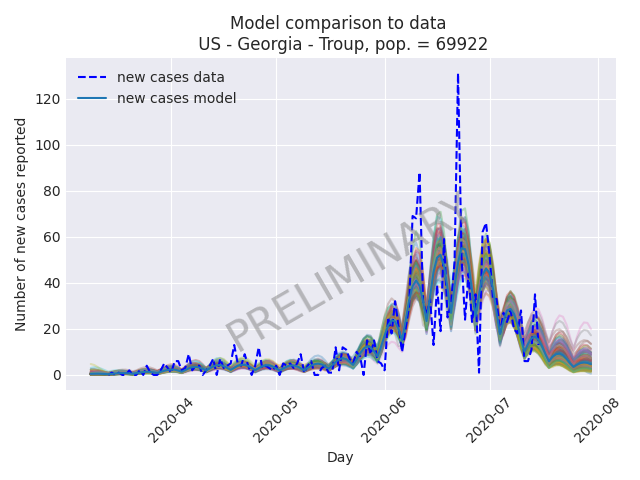 Model comparison to data
US - Georgia - Troup, pop. = 69922
new cases data
new cases model
PRELIMINARY
Number of new cases reported
120
100
80
60
40
20
0
2020-04
2020-05
2020-06
2020-07
2020-08
Day